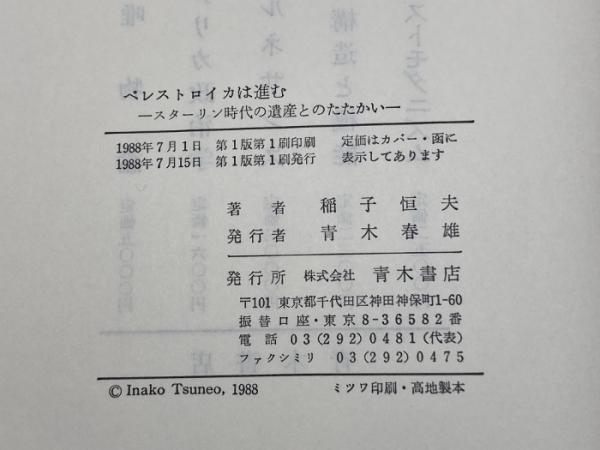 ペレストロイカは進む
―スターリン時代の遺産とのたたかい―
1988年7月1日 第1版第1刷印刷 定価はカバー・函に
1988年7月15日 第1版第1刷発行 表示してあります
著者 稲子恒夫
発行者 青木春雄
発行所 株式会社 青木書店
〒101 東京都千代田区神田神保町1-60
振替口座・東京8-36582番
電話 03(292)0481(代表)
ファクシミリ 03(292)0475
© Inako Tsuneo, 1988 ミツワ印刷・高地製本